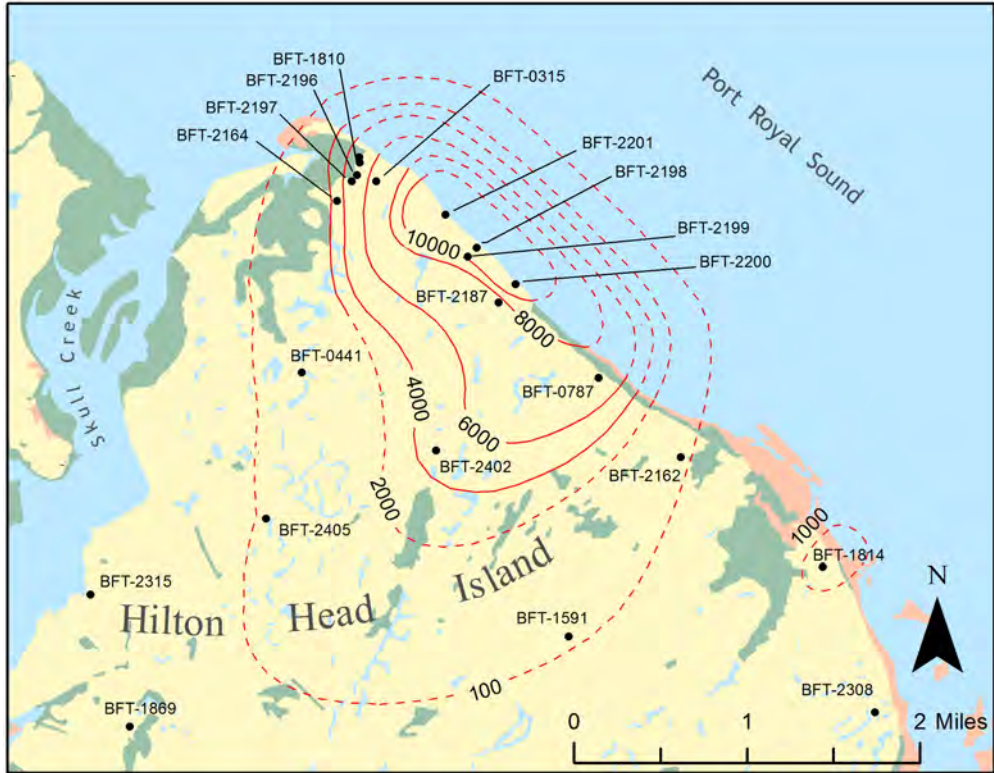 BFT-1810
BFT-2196
BFT-0315
BFT-2197
BFT-2164
Port Royal Sound
BFT-2201
BFT-2198
BFT-2199
10000
BFT-2200
BFT-2187
8000
Skull Creek
BFT-0441
BFT-0787
4000
6000
BFT-2402
BFT-2162
2000
BFT-2405
1000
BFT-1814
BFT-2315
Hilton Head Island
N
BFT-1591
100
BFT-2308
BFT-1869
0 1 2 Miles